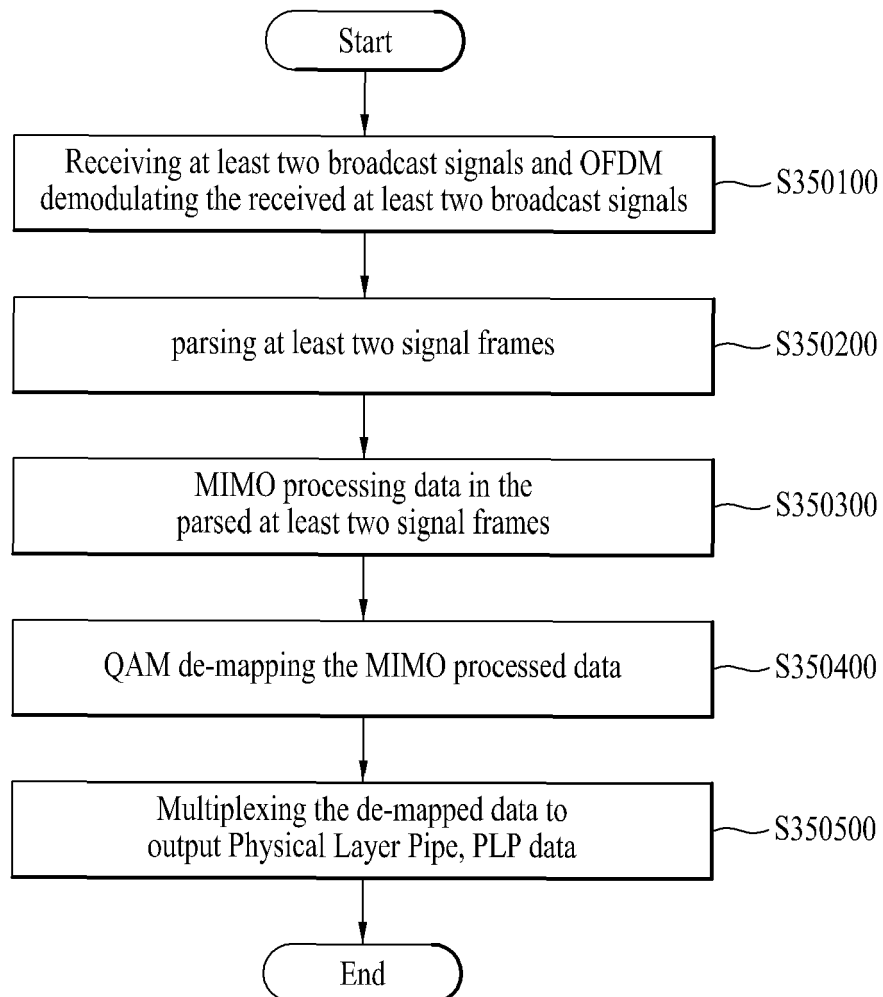 Start
Receiving at least two broadcast signals and OFDM
demodulating the received at least two broadcast signals
S350100
parsing at least two signal frames
S350200
MIMO processing data in the
parsed at least two signal frames
S350300
QAM de-mapping the MIMO processed data
S350400
Multiplexing the de-mapped data to
output Physical Layer Pipe, PLP data
S350500
End